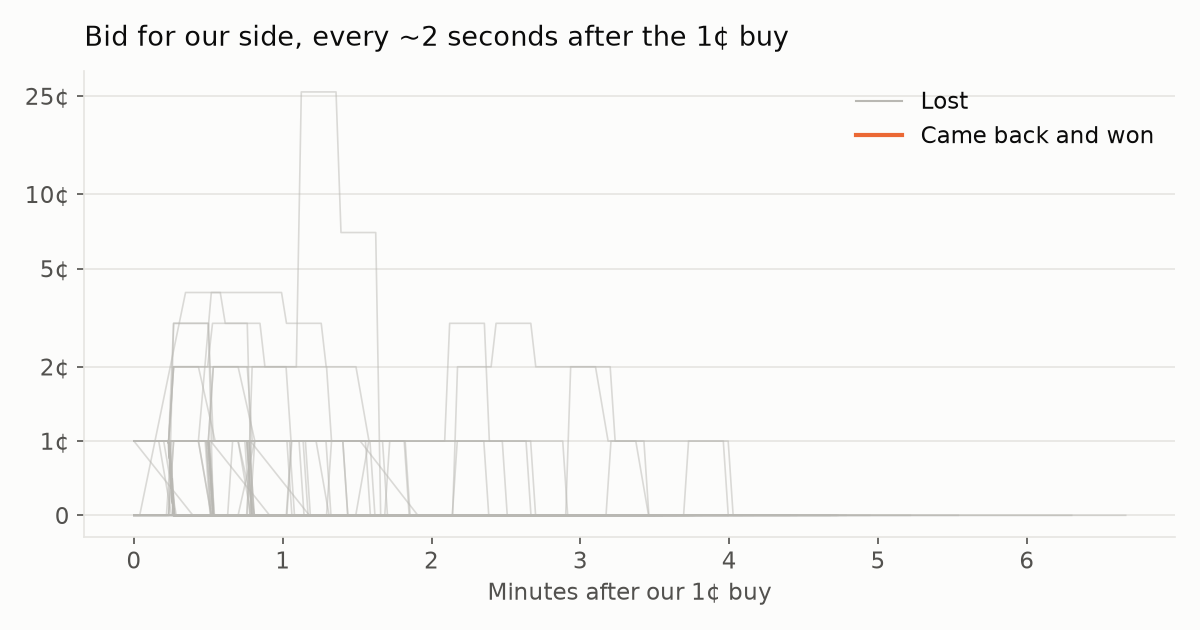 Bid for our side, every ~2 seconds after the 1¢ buy
Lost
Came back and won
25¢
10¢
5¢
2¢
1¢
0
0 1 2 3 4 5 6
Minutes after our 1¢ buy